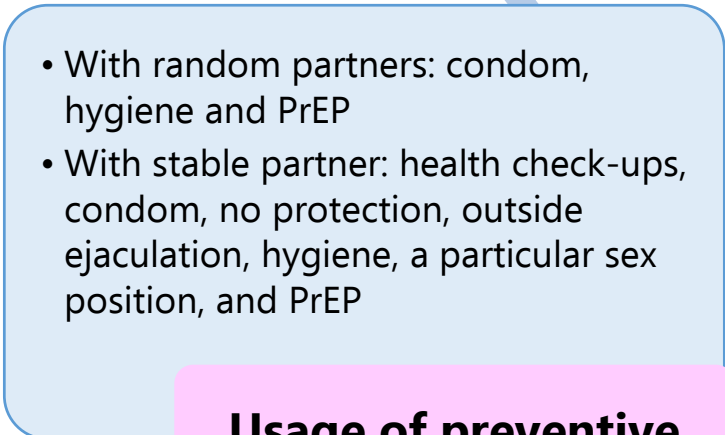 • With random partners: condom,
hygiene and PrEP
• With stable partner: health check-ups,
condom, no protection, outside
ejaculation, hygiene, a particular sex
position, and PrEP
Usage of preventive